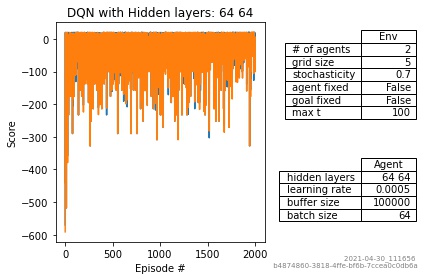 DQN with Hidden layers: 64 64
0
−100
−200
−300
−400
−500
−600
Score
0 500 1000 1500 2000
Episode #
Env
# of agents 2
grid size 5
stochasticity 0.7
agent fixed False
goal fixed False
max t 100
Agent
hidden layers 64 64
learning rate 0.0005
buffer size 100000
batch size 64
2021-04-30_111656
b4874860-3818-4ffe-bf6b-7ccea0c0db6a